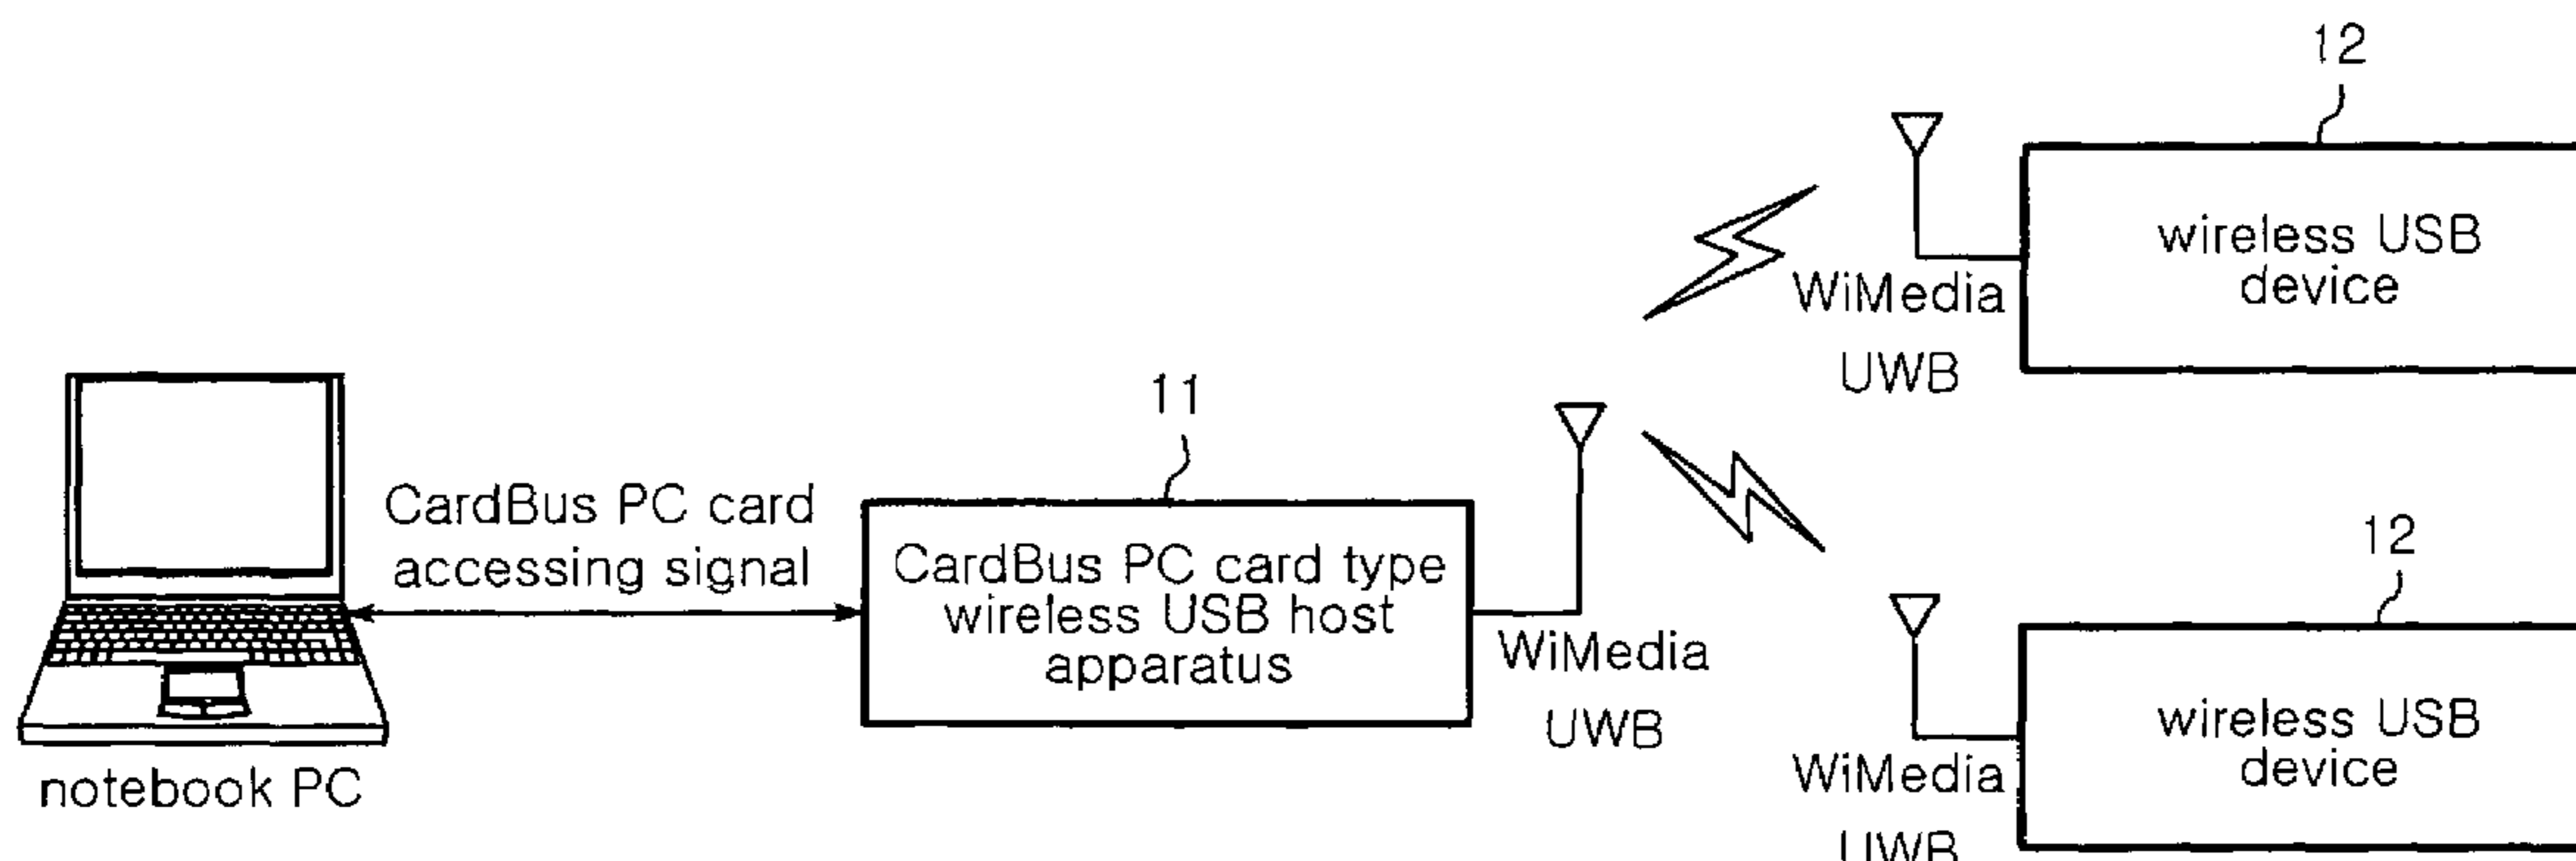 12
wireless USB
device
WiMedia
UWB
11
CardBus PC card
accessing signal
CardBus PC card type
wireless USB host
apparatus
WiMedia
UWB
notebook PC
12
wireless USB
device
WiMedia
UWB